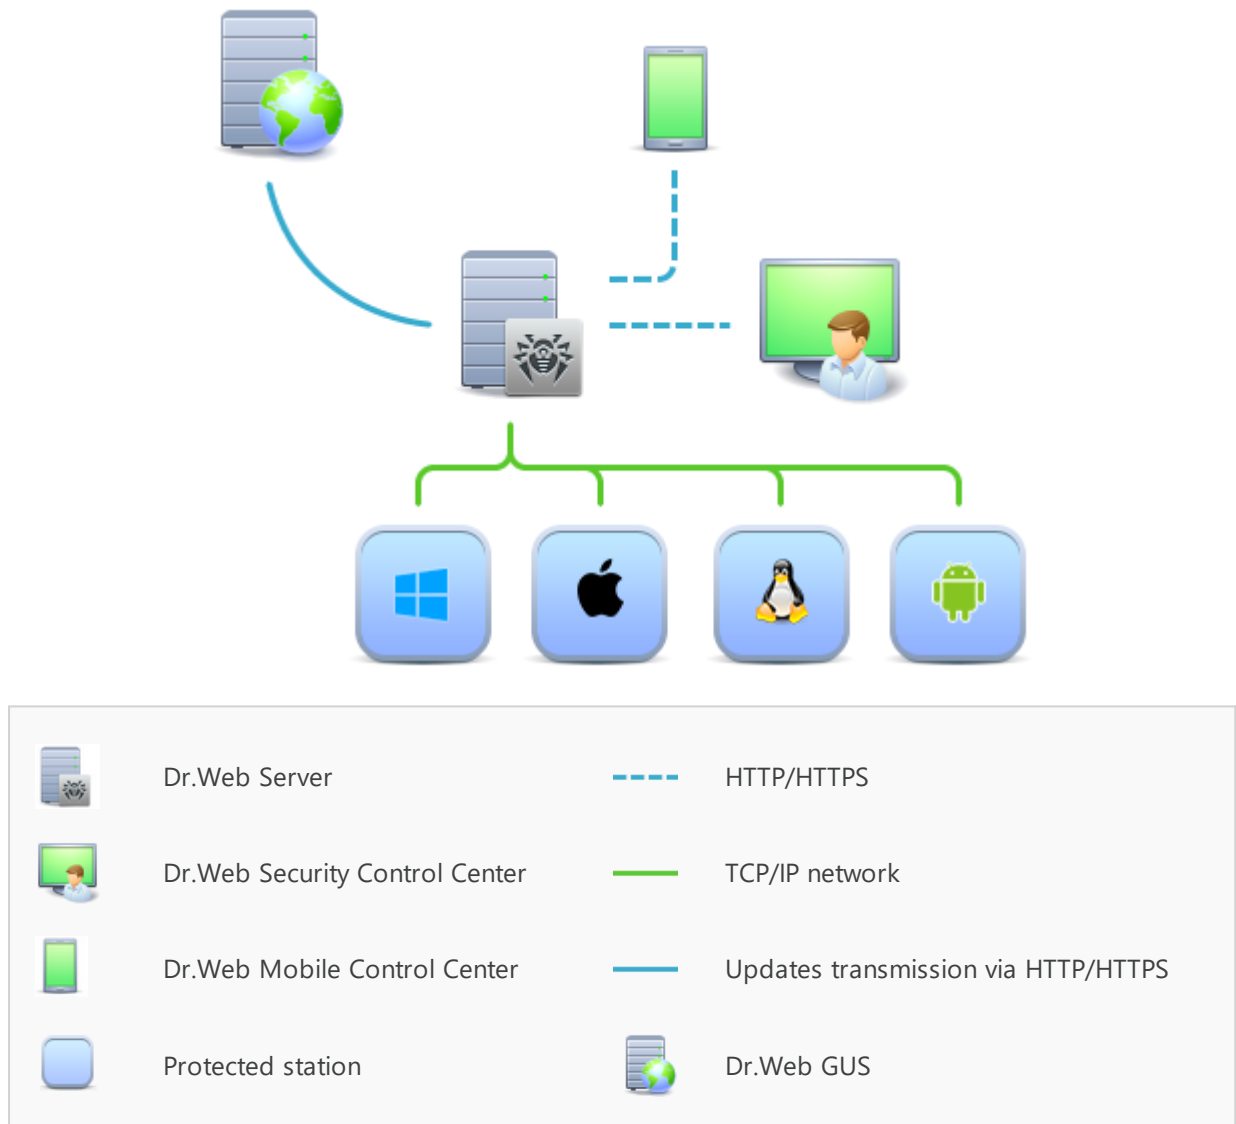 Dr.Web Server
HTTP/HTTPS
Dr.Web Security Control Center
TCP/IP network
Dr.Web Mobile Control Center
Updates transmission via HTTP/HTTPS
Protected station
Dr.Web GUS